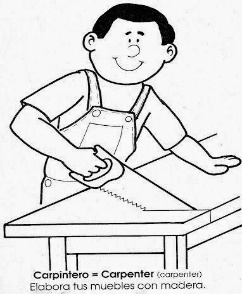 Carpintero = Carpenter (carpenter)
Elabora tus muebles con madera.